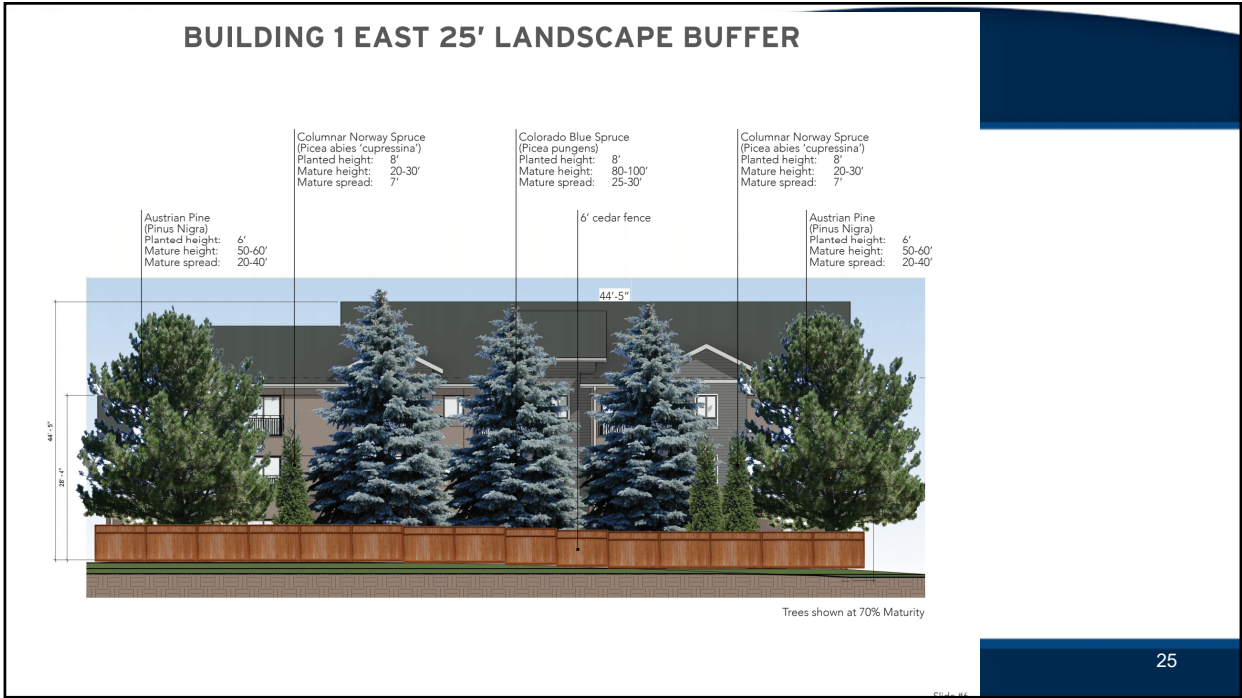 BUILDING 1 EAST 25' LANDSCAPE BUFFER
Columnar Norway Spruce
(Picea abies 'cupressina')
Planted height: 8'
Mature height: 20-30'
Mature spread: 7'
Colorado Blue Spruce
(Picea pungens)
Planted height: 8'
Mature height: 80-100'
Mature spread: 25-30'
Columnar Norway Spruce
(Picea abies 'cupressina')
Planted height: 8'
Mature height: 20-30'
Mature spread: 7'
Austrian Pine
(Pinus Nigra)
Planted height: 6'
Mature height: 50-60'
Mature spread: 20-40'
6' cedar fence
Austrian Pine
(Pinus Nigra)
Planted height: 6'
Mature height: 50-60'
Mature spread: 20-40'
44'-5"
44' - 5"
28' - 4"
Trees shown at 70% Maturity
25
Slide #6